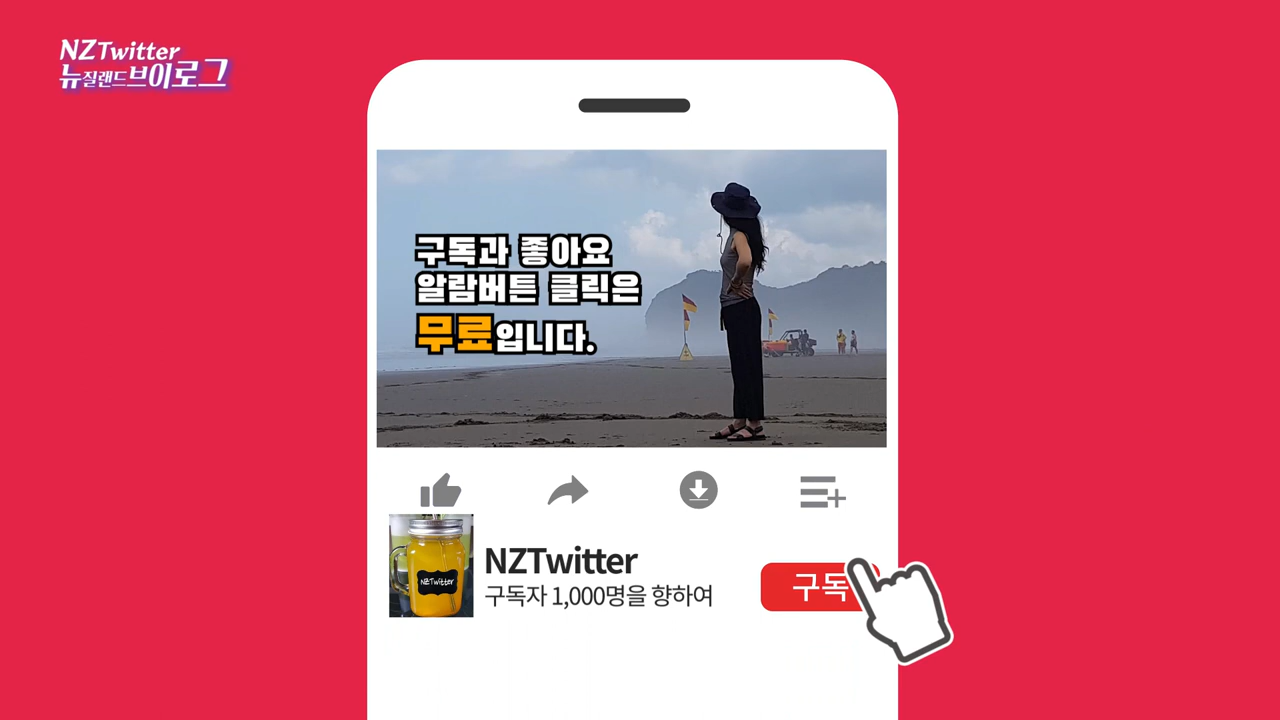 NZTwitter
뉴질랜드브이로그
구독과 좋아요
알람버튼 클릭은
무료입니다.
NZTwitter
NZTwitter
구독자 1,000명을 향하여
구독